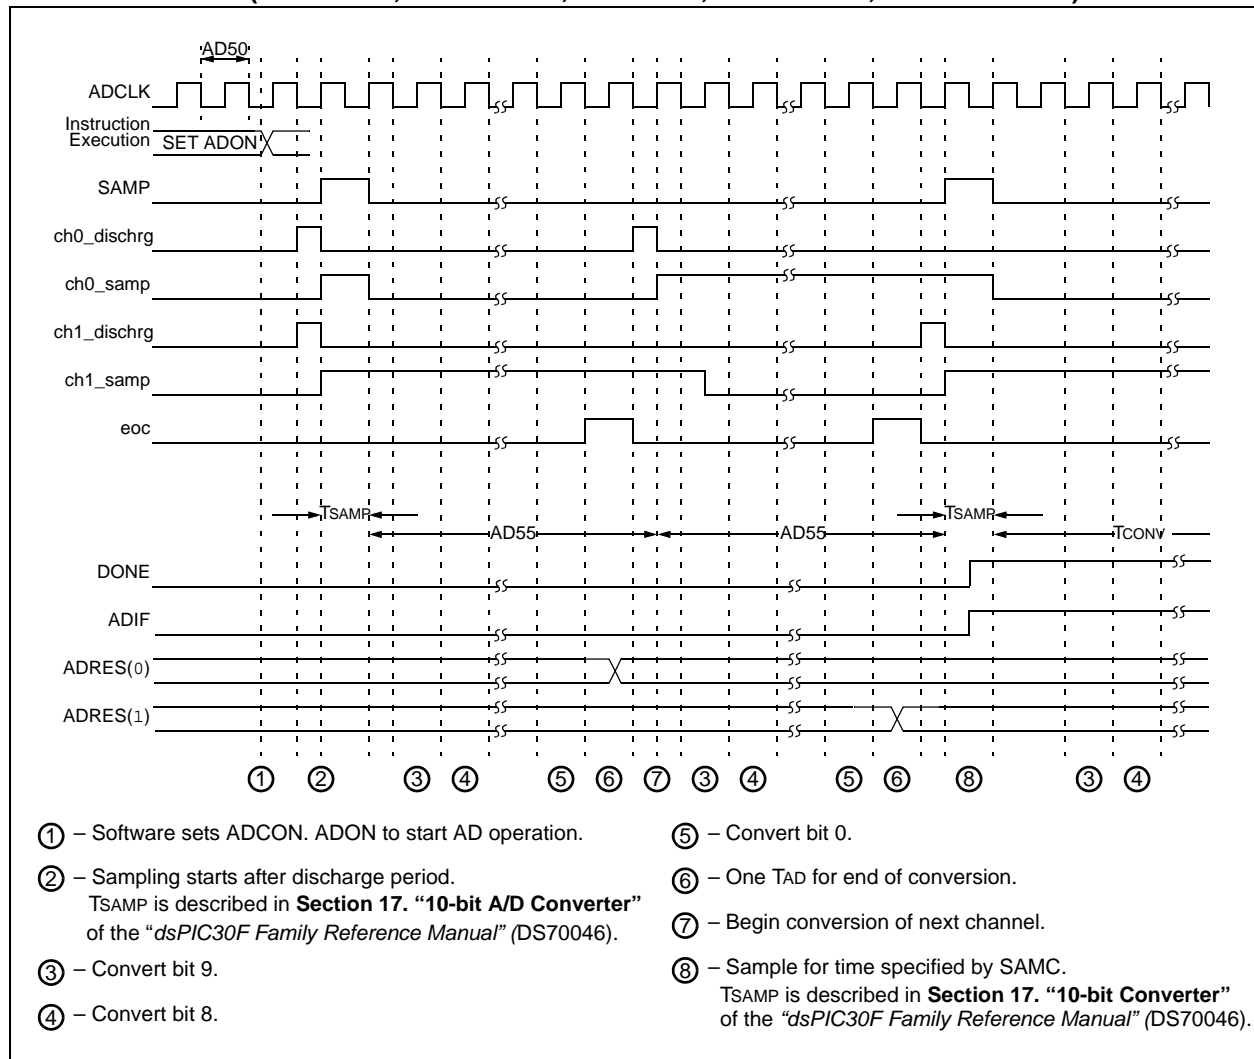 AD50
ADCLK
Instruction
Execution
SET ADON
SAMP
ch0_dischrg
ch0_samp
ch1_dischrg
ch1_samp
eoc
TSAMP
TSAMP
AD55
AD55
TCONV
DONE
ADIF
ADRES(0)
ADRES(1)
1 2 3 4 5 6 7 3 4 5 6 8 3 4
1 – Software sets ADCON. ADON to start AD operation.
2 – Sampling starts after discharge period.
TSAMP is described in Section 17. “10-bit A/D Converter”
of the “dsPIC30F Family Reference Manual” (DS70046).
3 – Convert bit 9.
4 – Convert bit 8.
5 – Convert bit 0.
6 – One TAD for end of conversion.
7 – Begin conversion of next channel.
8 – Sample for time specified by SAMC.
TSAMP is described in Section 17. “10-bit Converter”
of the “dsPIC30F Family Reference Manual” (DS70046).